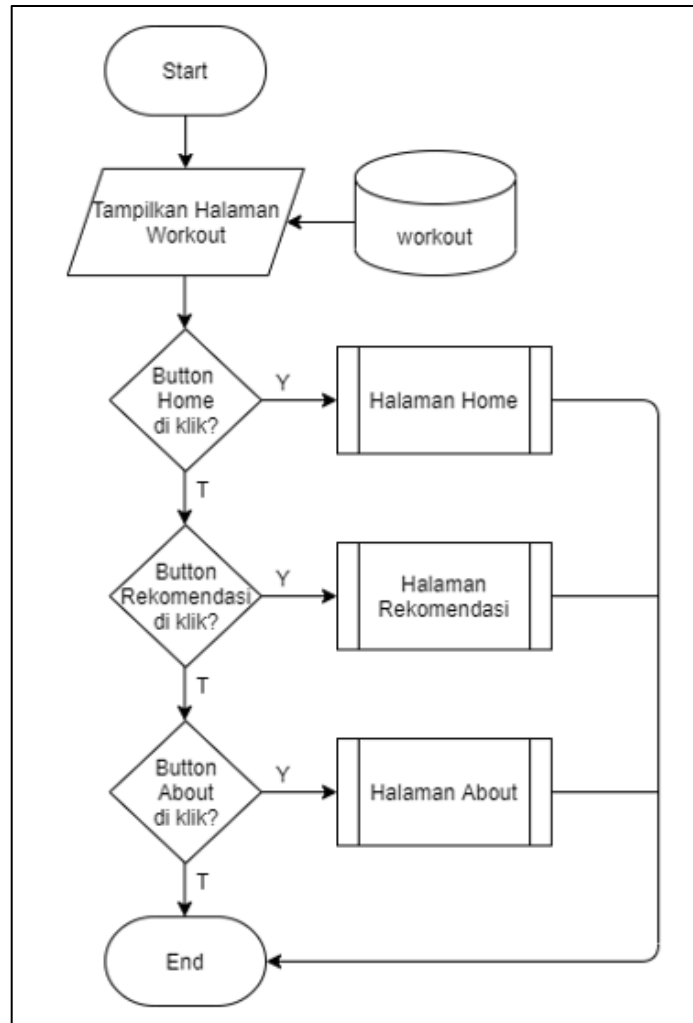 Start
Tampilkan Halaman
Workout
workout
Button
Home
di klik?
Y
Halaman Home
T
Button
Rekomendasi
di klik?
Y
Halaman
Rekomendasi
T
Button
About
di klik?
Y
Halaman About
T
End